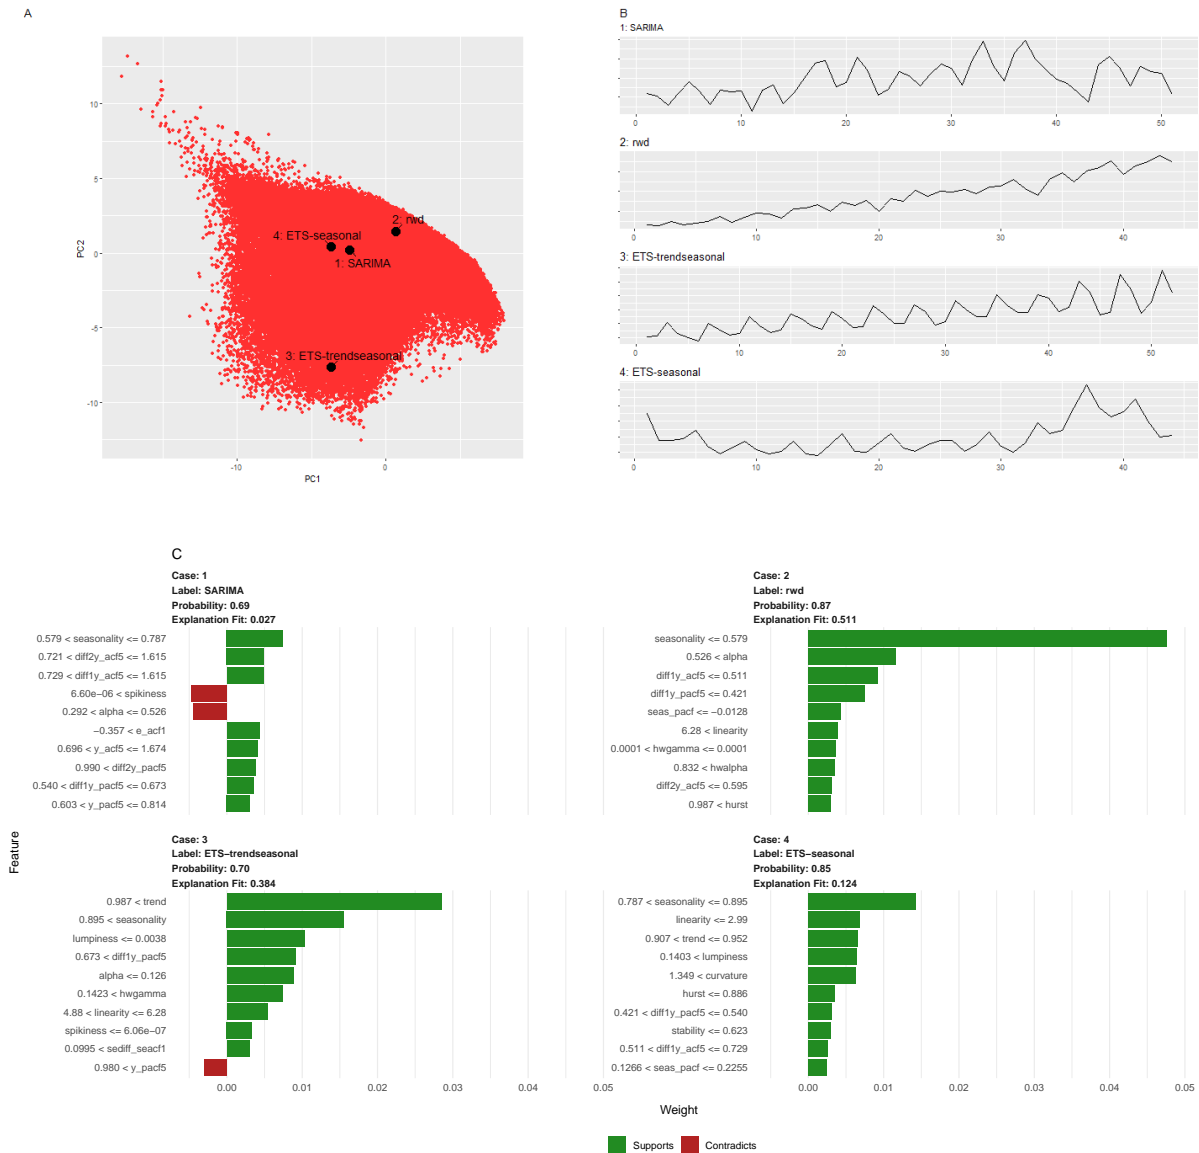 A
10
5
0
-5
-10
-10
0
PC1
PC2
2: rwd
4: ETS-seasonal
1: SARIMA
3: ETS-trendseasonal
B
1: SARIMA
0 10 20 30 40 50
2: rwd
0 10 20 30 40
3: ETS-trendseasonal
0 10 20 30 40 50
4: ETS-seasonal
0 10 20 30 40
C
Case: 1
Label: SARIMA
Probability: 0.69
Explanation Fit: 0.027
0.579 < seasonality <= 0.787
0.721 < diff2y_acf5 <= 1.615
0.729 < diff1y_acf5 <= 1.615
6.60e−06 < spikiness
0.292 < alpha <= 0.526
−0.357 < e_acf1
0.696 < y_acf5 <= 1.674
0.990 < diff2y_pacf5
0.540 < diff1y_pacf5 <= 0.673
0.603 < y_pacf5 <= 0.814
Case: 2
Label: rwd
Probability: 0.87
Explanation Fit: 0.511
seasonality <= 0.579
0.526 < alpha
diff1y_acf5 <= 0.511
diff1y_pacf5 <= 0.421
seas_pacf <= −0.0128
6.28 < linearity
0.0001 < hwgamma <= 0.0001
0.832 < hwalpha
diff2y_acf5 <= 0.595
0.987 < hurst
Feature
Case: 3
Label: ETS−trendseasonal
Probability: 0.70
Explanation Fit: 0.384
0.987 < trend
0.895 < seasonality
lumpiness <= 0.0038
0.673 < diff1y_pacf5
alpha <= 0.126
0.1423 < hwgamma
4.88 < linearity <= 6.28
spikiness <= 6.06e−07
0.0995 < sediff_seacf1
0.980 < y_pacf5
0.00 0.01 0.02 0.03 0.04 0.05
Case: 4
Label: ETS−seasonal
Probability: 0.85
Explanation Fit: 0.124
0.787 < seasonality <= 0.895
linearity <= 2.99
0.907 < trend <= 0.952
0.1403 < lumpiness
1.349 < curvature
hurst <= 0.886
0.421 < diff1y_pacf5 <= 0.540
stability <= 0.623
0.511 < diff1y_acf5 <= 0.729
0.1266 < seas_pacf <= 0.2255
0.00 0.01 0.02 0.03 0.04 0.05
Weight
Supports Contradicts